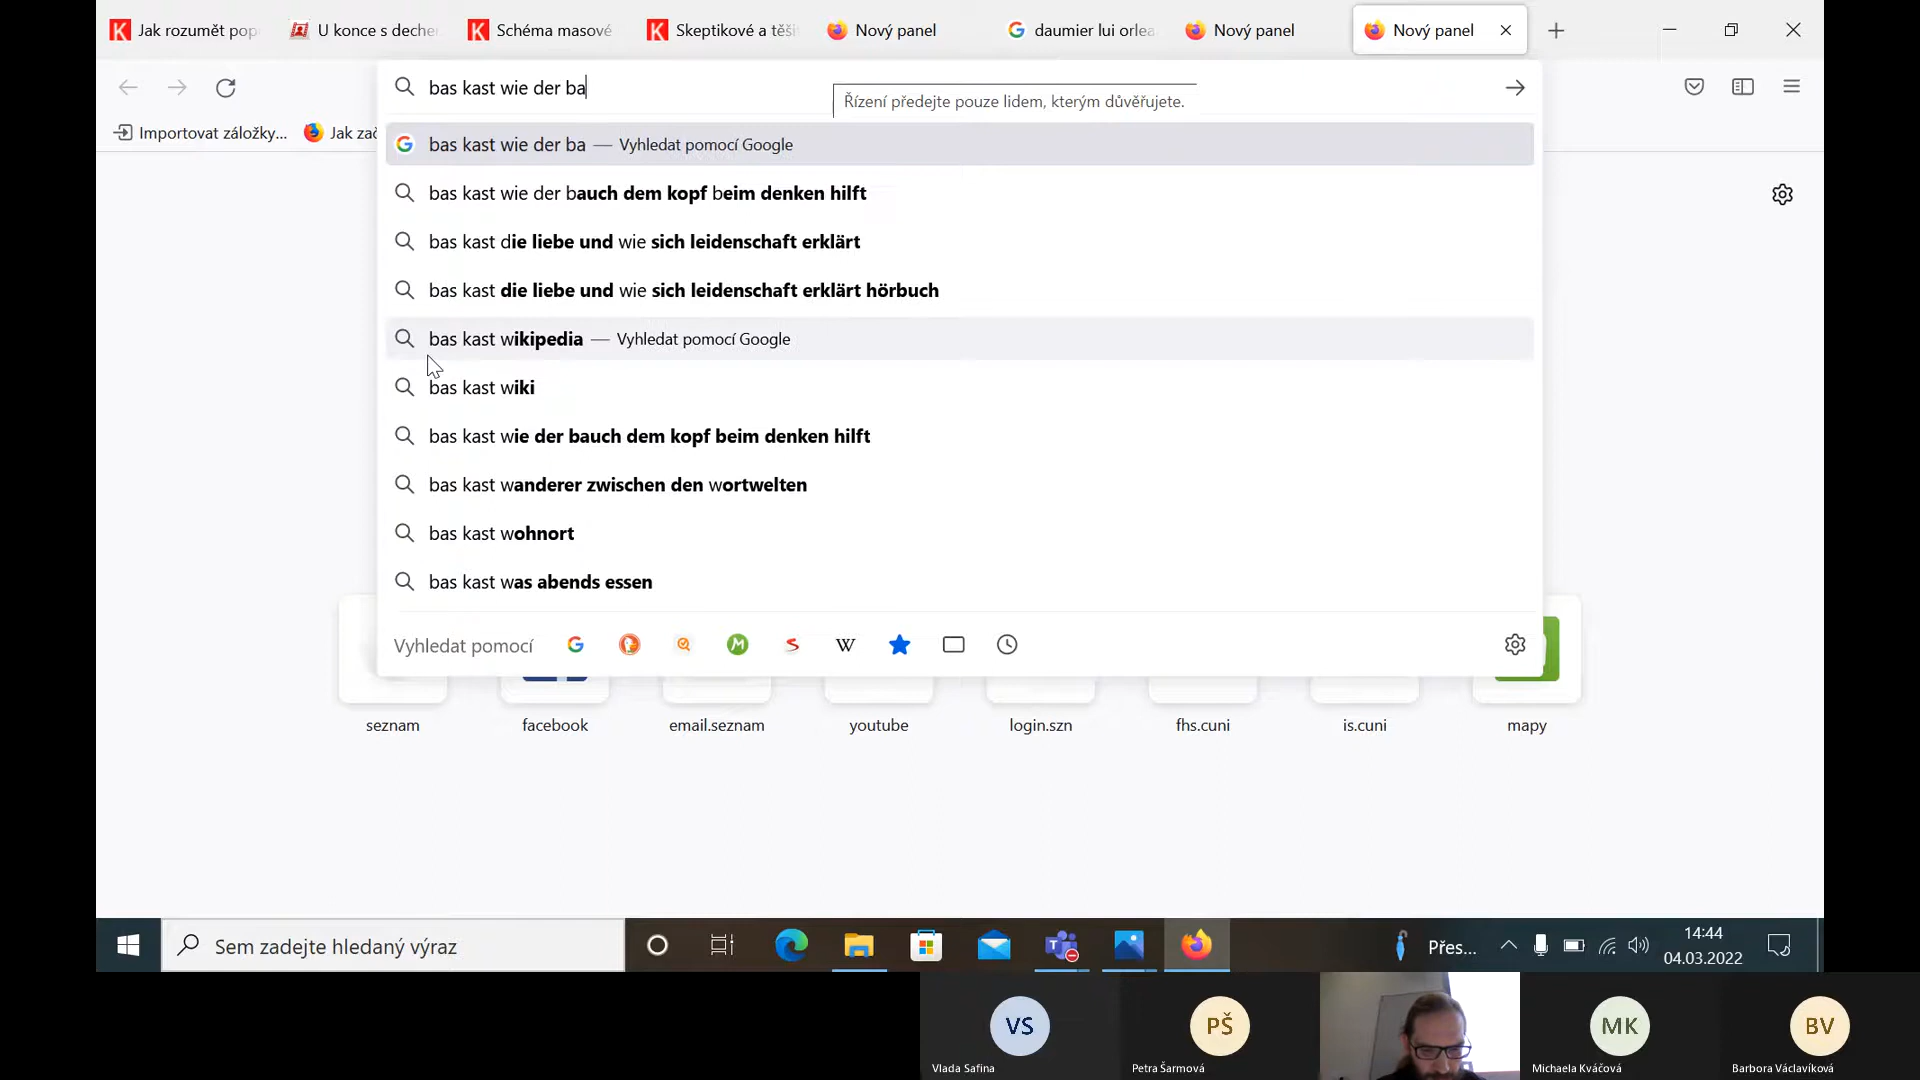 Jak rozumět pop
U konce s deche
Schéma masové
Skeptikové a těši
Nový panel
daumier lui orlea
Nový panel
Nový panel
bas kast wie der ba
Řízení předejte pouze lidem, kterým důvěřujete.
Importovat záložky...
Jak zač
bas kast wie der ba — Vyhledat pomocí Google
bas kast wie der bauch dem kopf beim denken hilft
bas kast die liebe und wie sich leidenschaft erklärt
bas kast die liebe und wie sich leidenschaft erklärt hörbuch
bas kast wikipedia — Vyhledat pomocí Google
bas kast wiki
bas kast wie der bauch dem kopf beim denken hilft
bas kast wanderer zwischen den wortwelten
bas kast wohnort
bas kast was abends essen
Vyhledat pomocí
seznam
facebook
email.seznam
youtube
login.szn
fhs.cuni
is.cuni
mapy
Sem zadejte hledaný výraz
Přes...
14:44
04.03.2022
VS
PŠ
MK
BV
Vlada Safina
Petra Šarmová
Michaela Kváčová
Barbora Václavíková